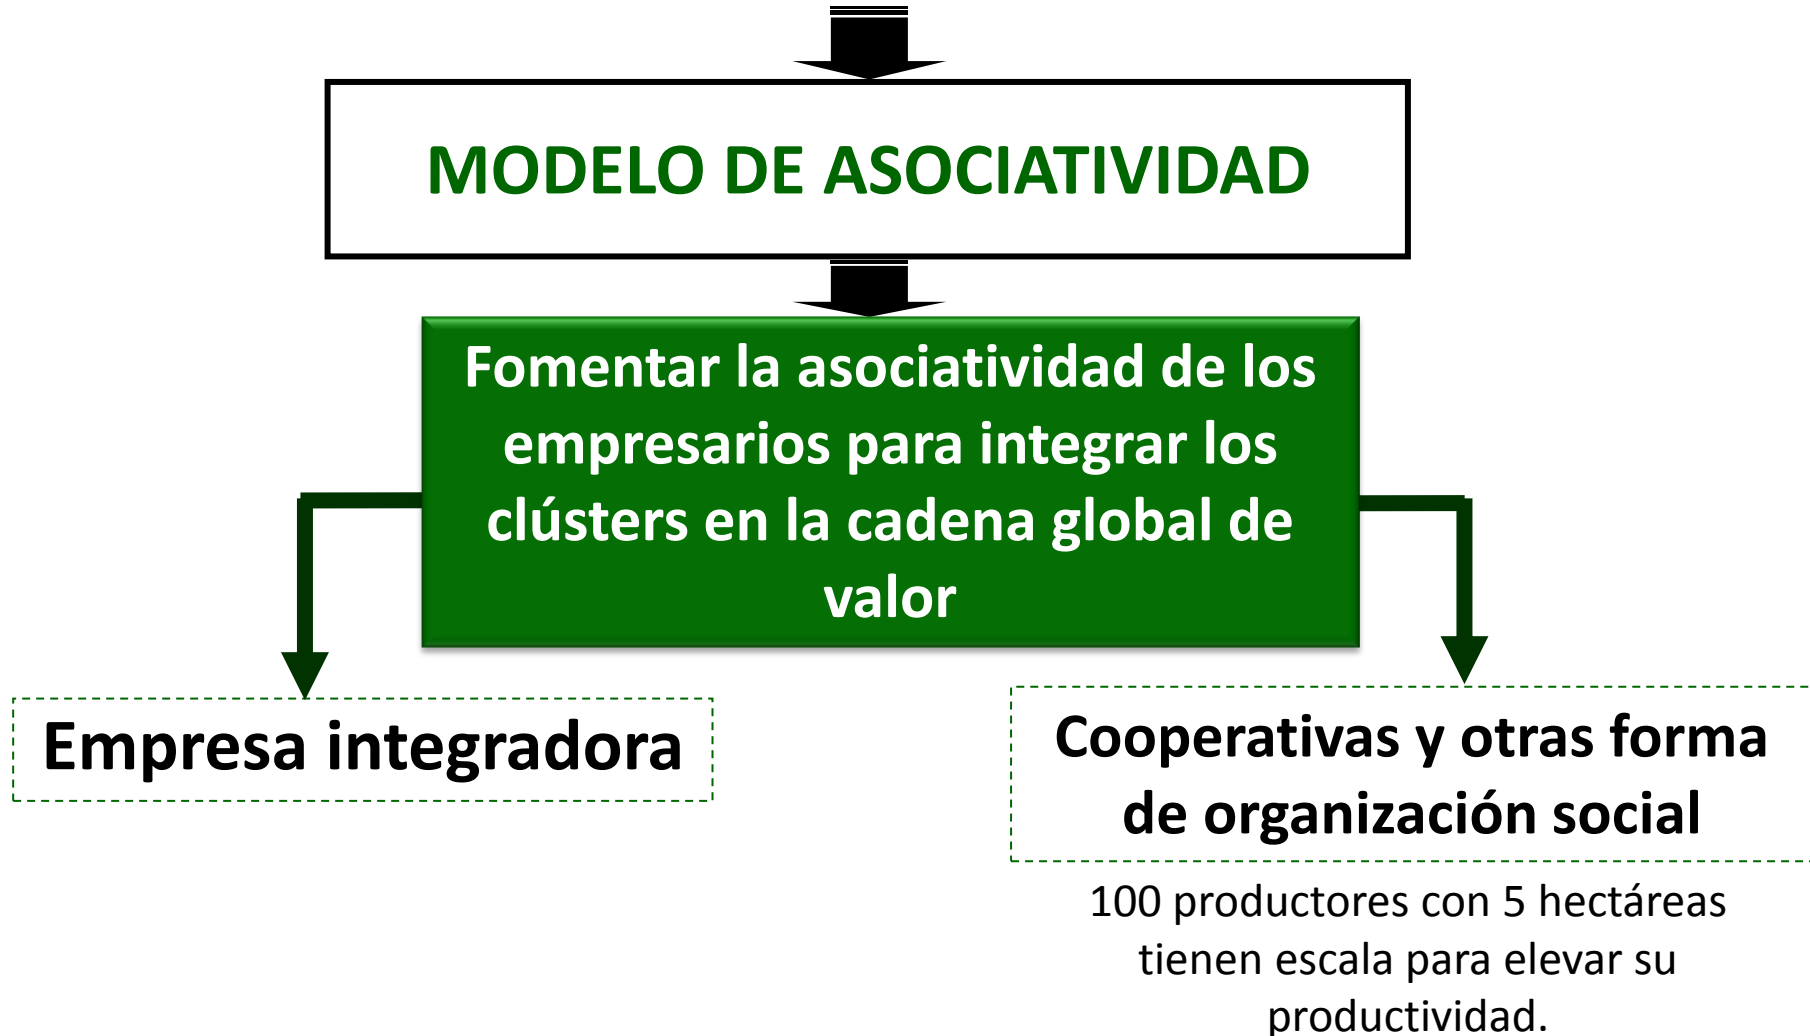 MODELO DE ASOCIATIVIDAD
Fomentar la asociatividad de los
empresarios para integrar los
clústers en la cadena global de
valor
Empresa integradora
Cooperativas y otras forma
de organización social
100 productores con 5 hectáreas
tienen escala para elevar su
productividad.